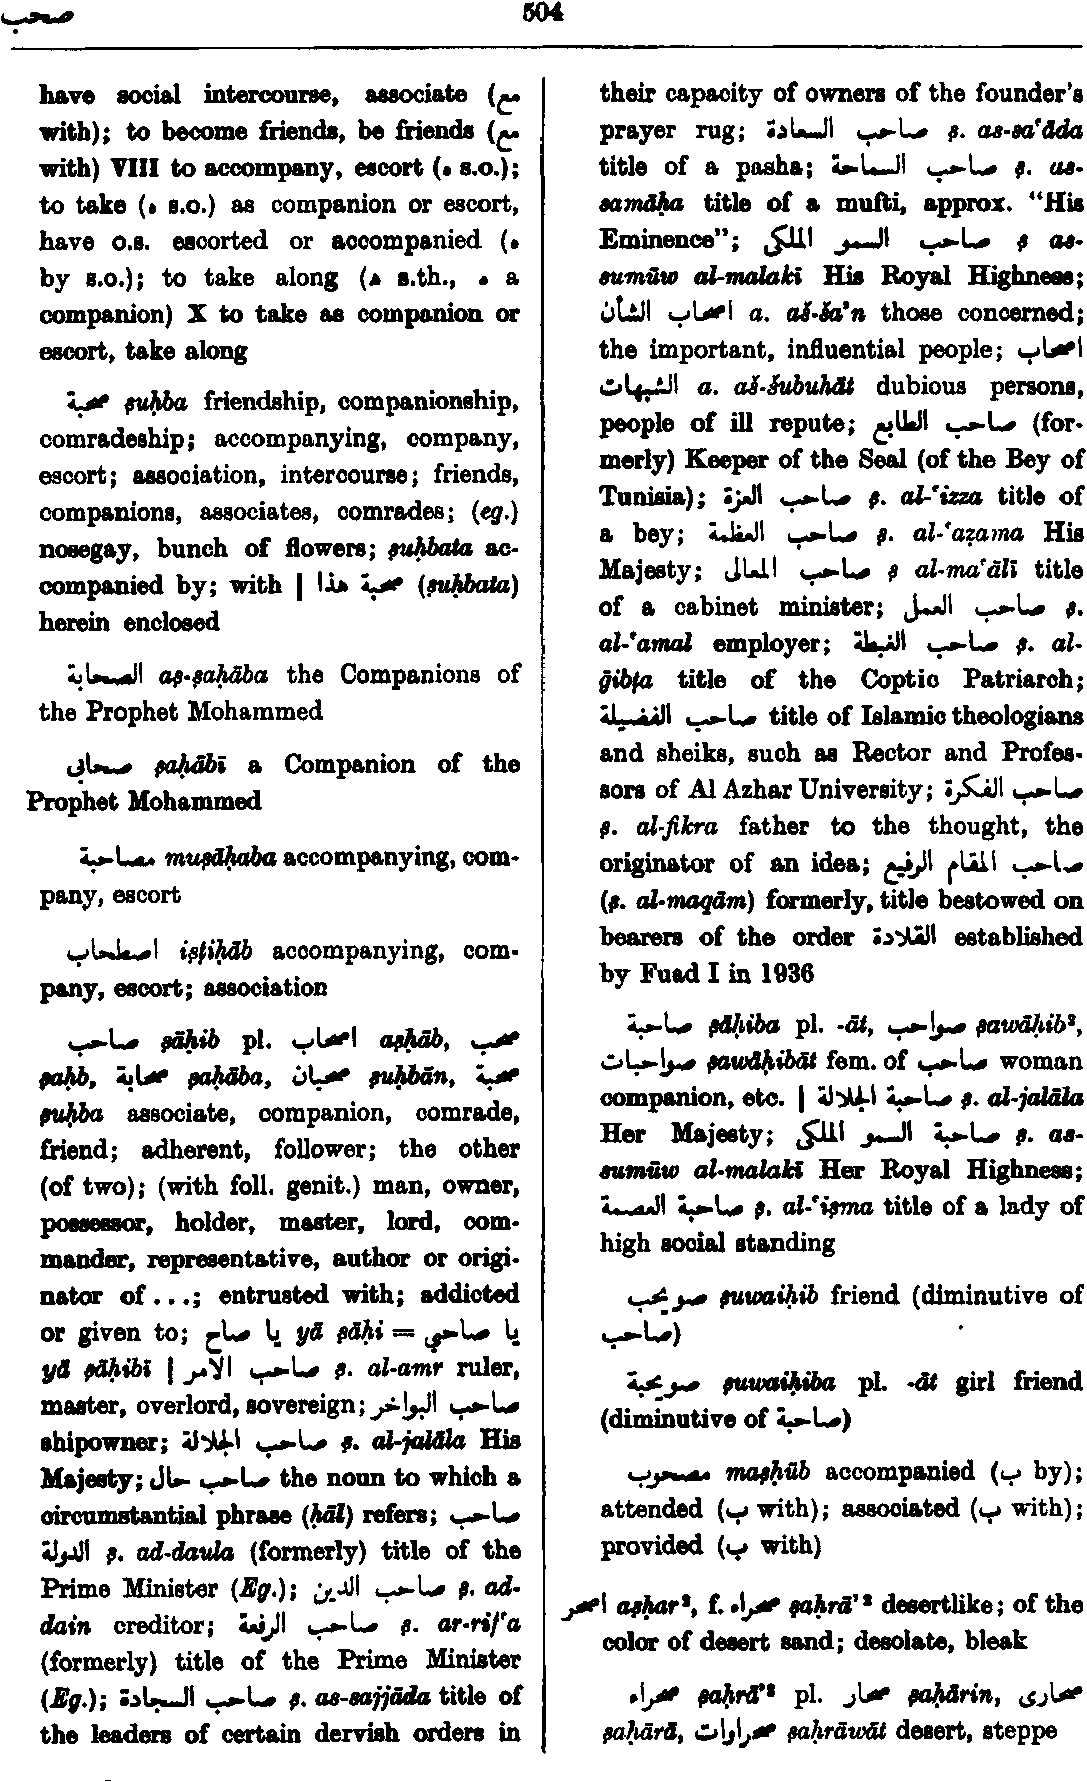 صحب
504
have social intercourse, associate (مع
with); to become friends, be friends (مع
with) VIII to accompany, escort (ه s.o.);
to take (ه s.o.) as companion or escort,
have o.s. escorted or accompanied (ه
by s.o.); to take along (ﻫ s.th., ه a
companion) X to take as companion or
escort, take along
صحبة ṣuḥba friendship, companionship,
comradeship; accompanying, company,
escort; association, intercourse; friends,
companions, associates, comrades; (eg.)
nosegay, bunch of flowers; ṣuḥbata ac-
companied by; with | صحبة هذا (ṣuḥbata)
herein enclosed
الصحابة aṣ-ṣaḥāba the Companions of
the Prophet Mohammed
صحابى ṣaḥābī a Companion of the
Prophet Mohammed
مصاحبة muṣāḥaba accompanying, com-
pany, escort
اصطحاب iṣṭiḥāb accompanying, com-
pany, escort; association
صاحب ṣāḥib pl. اصحاب aṣḥāb, صحب
ṣaḥb, صحابة ṣaḥāba, صحبان ṣuḥbān, صحبة
ṣuḥba associate, companion, comrade,
friend; adherent, follower; the other
(of two); (with foll. genit.) man, owner,
possessor, holder, master, lord, com-
mander, representative, author or origi-
nator of ...; entrusted with; addicted
or given to; يا صاح yā ṣāḥi = يا صاحبى
yā ṣāḥibī | صاحب الامر ṣ. al-amr ruler,
master, overlord, sovereign; صاحب البواخر
shipowner; صاحب الجلالة ṣ. al-jalāla His
Majesty; صاحب حال the noun to which a
circumstantial phrase (ḥāl) refers; صاحب
الدولة ṣ. ad-daula (formerly) title of the
Prime Minister (Eg.); صاحب الدين ṣ. ad-
dain creditor; صاحب الرفعة ṣ. ar-rif'a
(formerly) title of the Prime Minister
(Eg.); صاحب السجادة ṣ. as-sajjāda title of
the leaders of certain dervish orders in
their capacity of owners of the founder's
prayer rug; صاحب السعادة ṣ. as-sa'āda
title of a pasha; صاحب السماحة ṣ. as-
samāḥa title of a mufti, approx. "His
Eminence"; صاحب السمو الملكى ṣ as-
sumūw al-malakī His Royal Highness;
اصحاب الشأن a. aš-ša'n those concerned;
the important, influential people; اصحاب
الشبهات a. aš-šubuhāt dubious persons,
people of ill repute; صاحب الطابع (for-
merly) Keeper of the Seal (of the Bey of
Tunisia); صاحب العزة ṣ. al-'izza title of
a bey; صاحب العظمة ṣ. al-'aẓama His
Majesty; صاحب المعالى ṣ al-ma'ālī title
of a cabinet minister; صاحب العمل ṣ.
al-'amal employer; صاحب الغبطة ṣ. al-
ḡibṭa title of the Coptic Patriarch;
صاحب الفضيلة title of Islamic theologians
and sheiks, such as Rector and Profes-
sors of Al Azhar University; صاحب الفكرة
ṣ. al-fikra father to the thought, the
originator of an idea; صاحب المقام الرفيع
(ṣ. al-maqām) formerly, title bestowed on
bearers of the order القلادة established
by Fuad I in 1936
صاحبة ṣāḥiba pl. -āt, صواحب ṣawāḥib²,
صواحبات ṣawāḥibāt fem. of صاحب woman
companion, etc. | صاحبة الجلالة ṣ. al-jalāla
Her Majesty; صاحبة السمو الملكى ṣ. as-
sumūw al-malakī Her Royal Highness;
صاحبة العصمة ṣ. al-'iṣma title of a lady of
high social standing
صويحب ṣuwaiḥib friend (diminutive of
صاحب)
صويحبة ṣuwaiḥiba pl. -āt girl friend
(diminutive of صاحبة)
مصحوب maṣḥūb accompanied (ب by);
attended (ب with); associated (ب with);
provided (ب with)
اصحر aṣḥar², f. صحراء ṣaḥrā'² desertlike; of the
color of desert sand; desolate, bleak
صحراء ṣaḥrā'² pl. صحار ṣaḥārin, صحارى
ṣaḥārā, صحراوات ṣaḥrāwāt desert, steppe